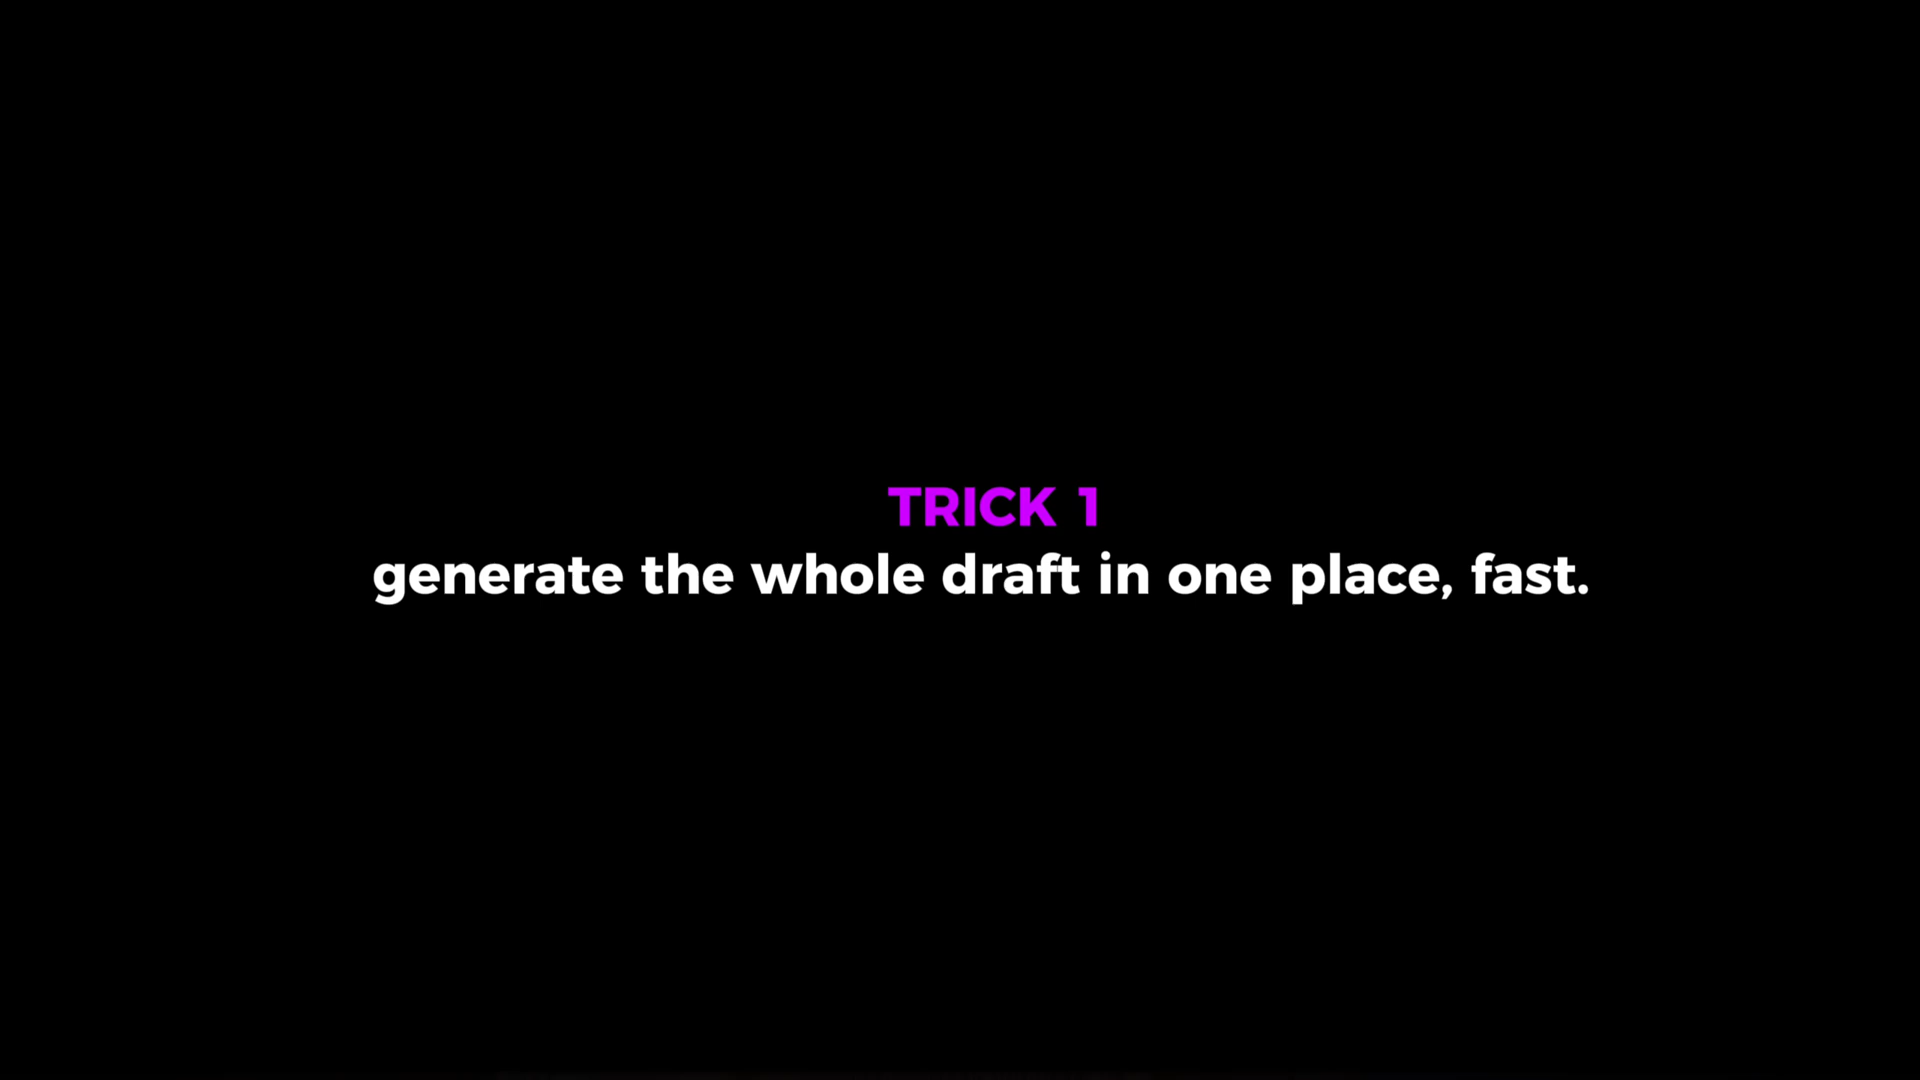 TRICK 1
generate the whole draft in one place, fast.